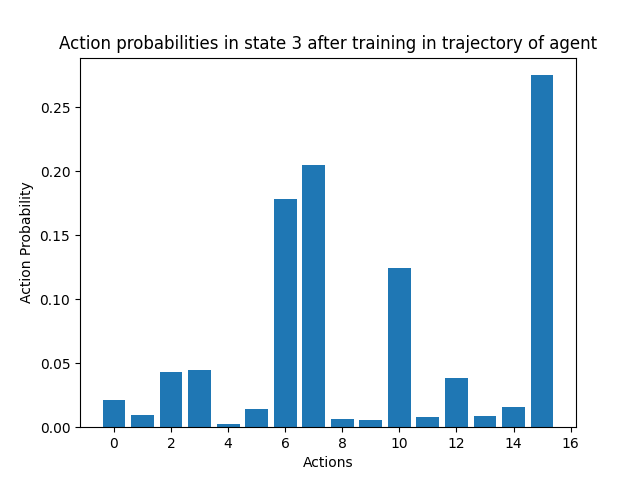 Action probabilities in state 3 after training in trajectory of agent
Action Probability
0.25
0.20
0.15
0.10
0.05
0.00
0 2 4 6 8 10 12 14 16
Actions